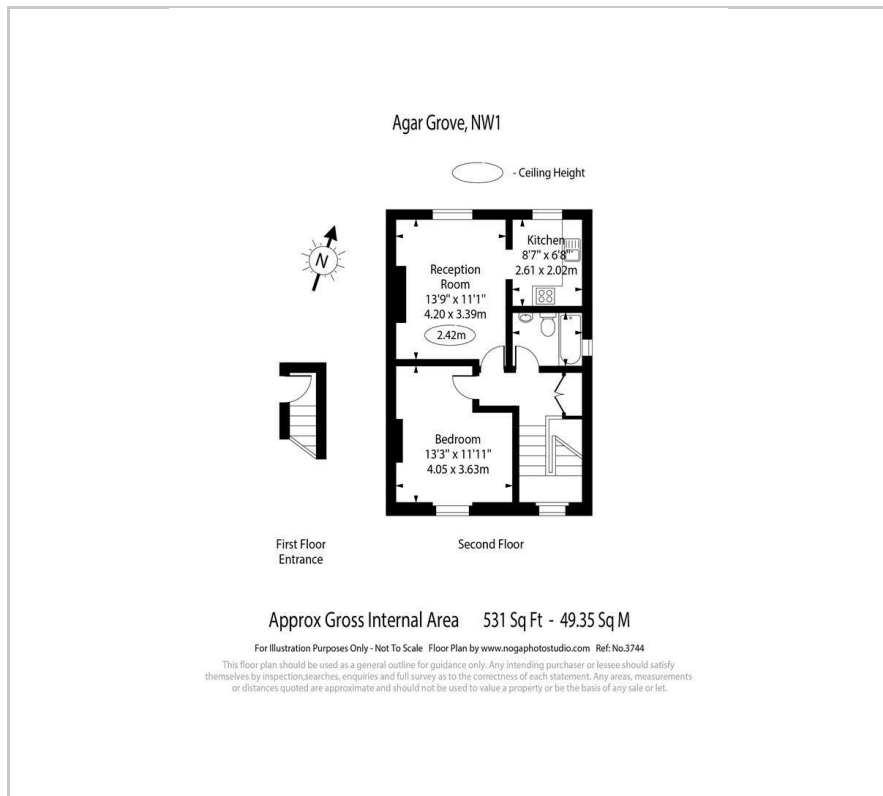 Agar Grove, NW1
- Ceiling Height
N
Kitchen
8'7" x 6'8"
2.61 x 2.02m
Reception
Room
13'9" x 11'1"
4.20 x 3.39m
2.42m
Bedroom
13'3" x 11'11"
4.05 x 3.63m
First Floor
Entrance
Second Floor
Approx Gross Internal Area 531 Sq Ft - 49.35 Sq M
For Illustration Purposes Only - Not To Scale Floor Plan by www.nogaphotostudio.com Ref: No.3744
This floor plan should be used as a general outline for guidance only. Any intending purchaser or lessee should satisfy
themselves by inspection,searches, enquiries and full survey as to the correctness of each statement. Any areas, measurements
or distances quoted are approximate and should not be used to value a property or be the basis of any sale or let.